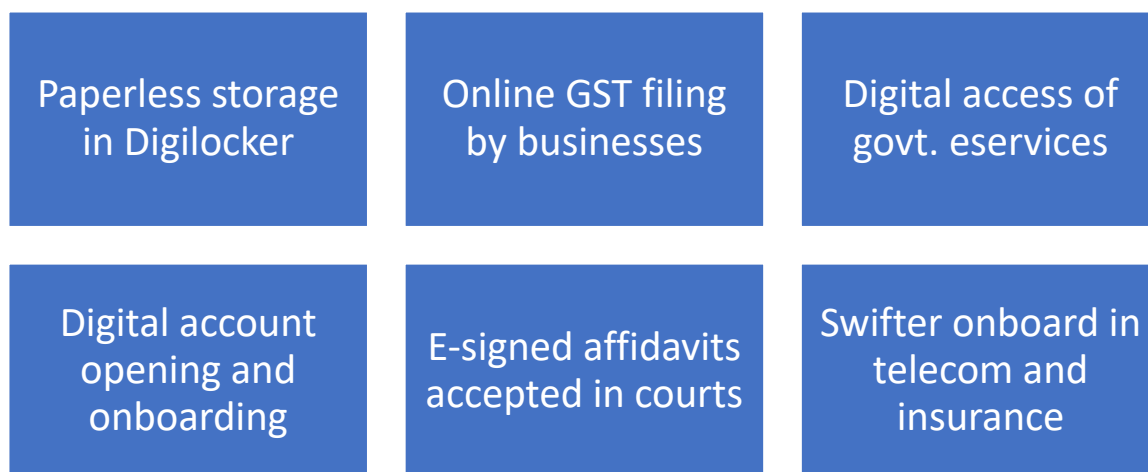 Paperless storage
in Digilocker
Online GST filing
by businesses
Digital access of
govt. eservices
Digital account
opening and
onboarding
E-signed affidavits
accepted in courts
Swifter onboard in
telecom and
insurance